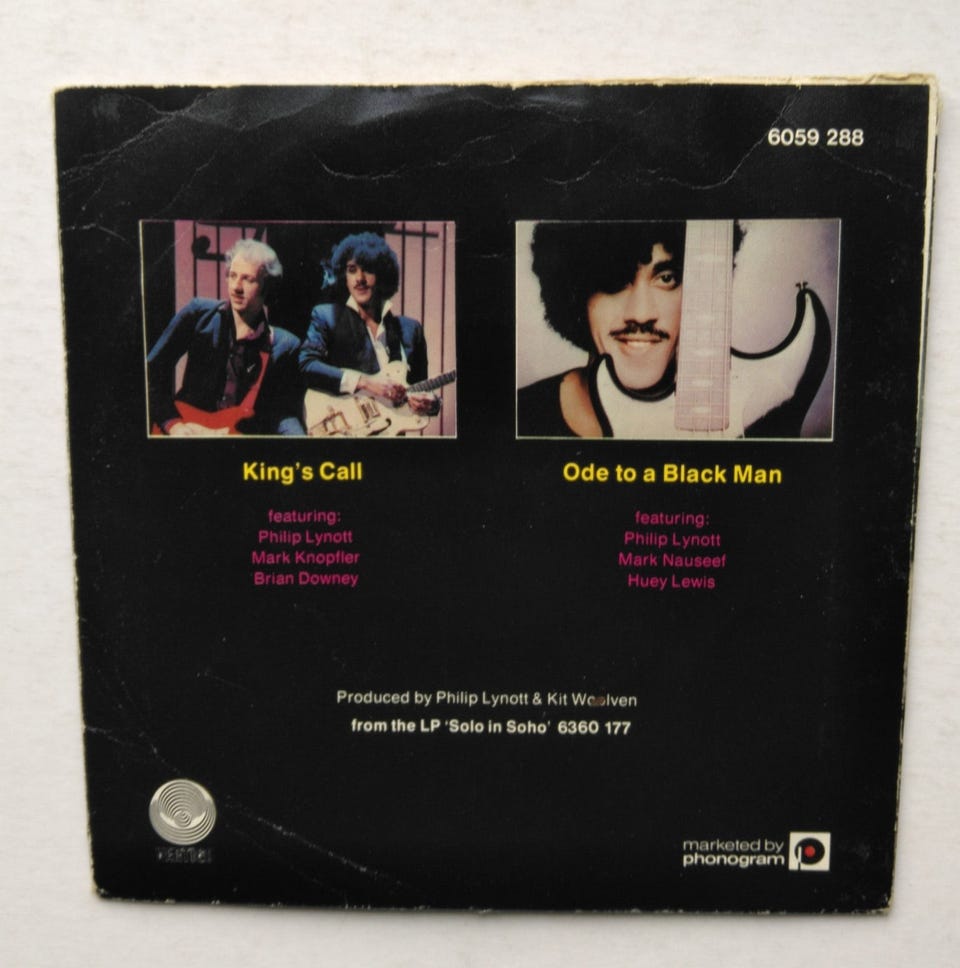 6059 288
King's Call
featuring:
Philip Lynott
Mark Knopfler
Brian Downey
Ode to a Black Man
featuring:
Philip Lynott
Mark Nauseef
Huey Lewis
Produced by Philip Lynott & Kit Woolven
from the LP 'Solo in Soho' 6360 177
VERTIGO
marketed by
phonogram